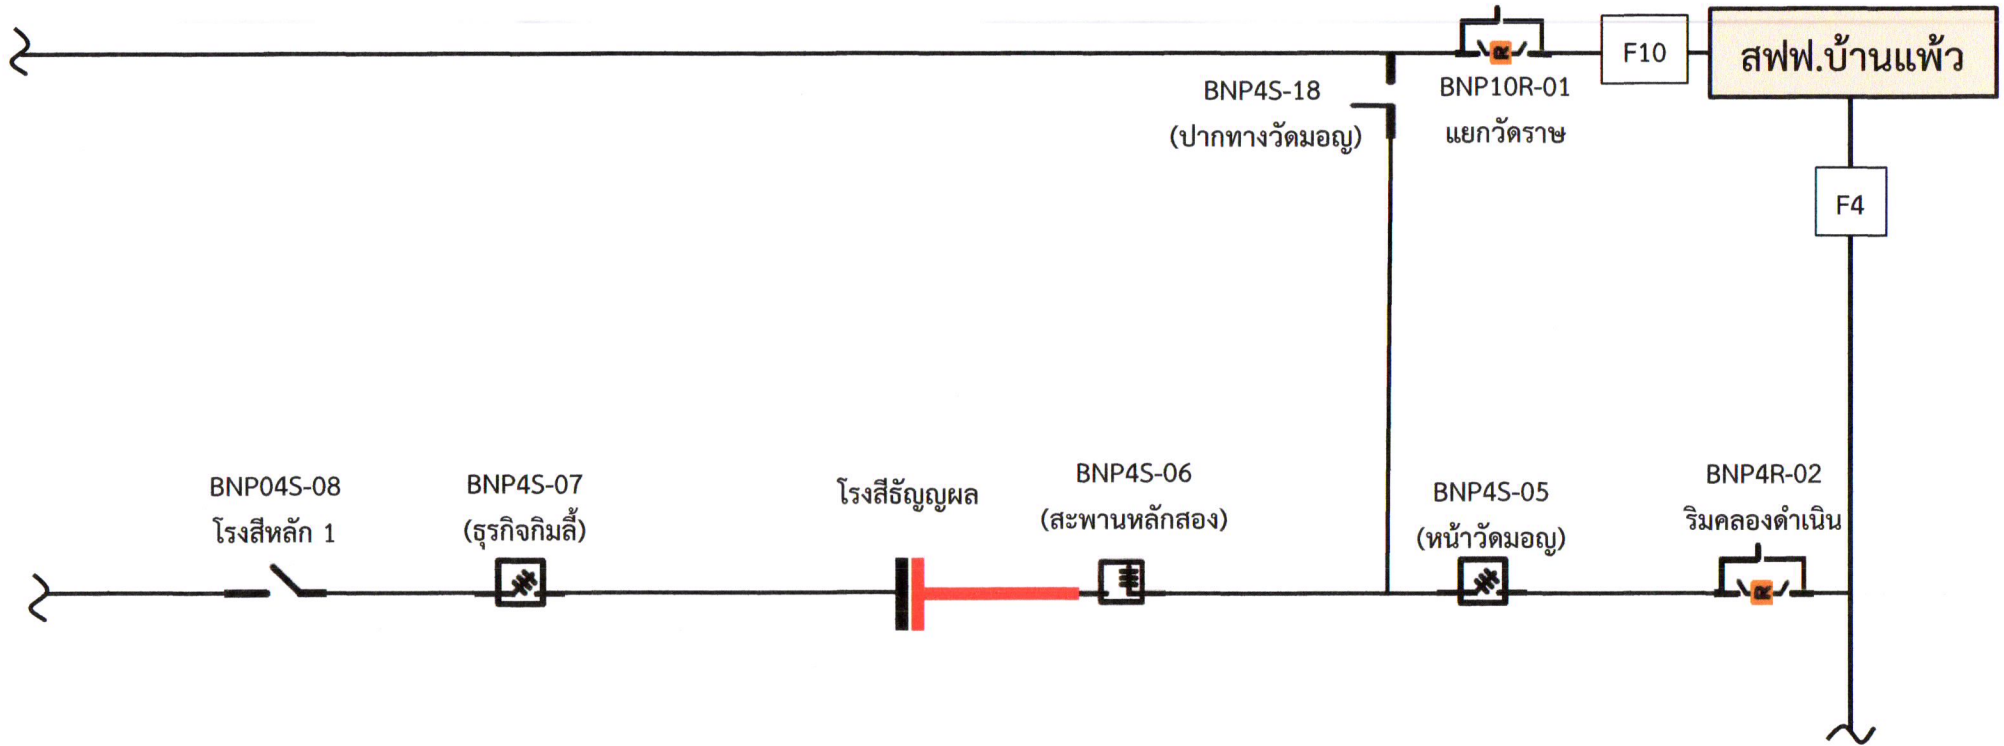 F10
สฟฟ.บ้านแพ้ว
BNP4S-18
(ปากทางวัดมอญ)
BNP10R-01
แยกวัดราษ
F4
BNP04S-08
โรงสีหลัก 1
BNP4S-07
(ธุรกิจกิมลี้)
โรงสีธัญญผล
BNP4S-06
(สะพานหลักสอง)
BNP4S-05
(หน้าวัดมอญ)
BNP4R-02
ริมคลองดำเนิน
R
R